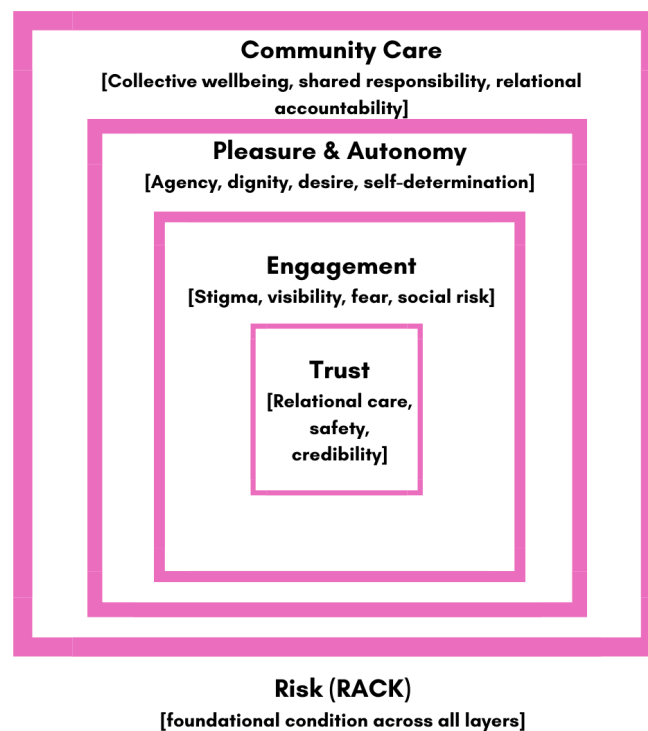 Community Care
[Collective wellbeing, shared responsibility, relational
accountability]
Pleasure & Autonomy
[Agency, dignity, desire, self-determination]
Engagement
[Stigma, visibility, fear, social risk]
Trust
[Relational care,
safety,
credibility]
Risk (RACK)
[foundational condition across all layers]